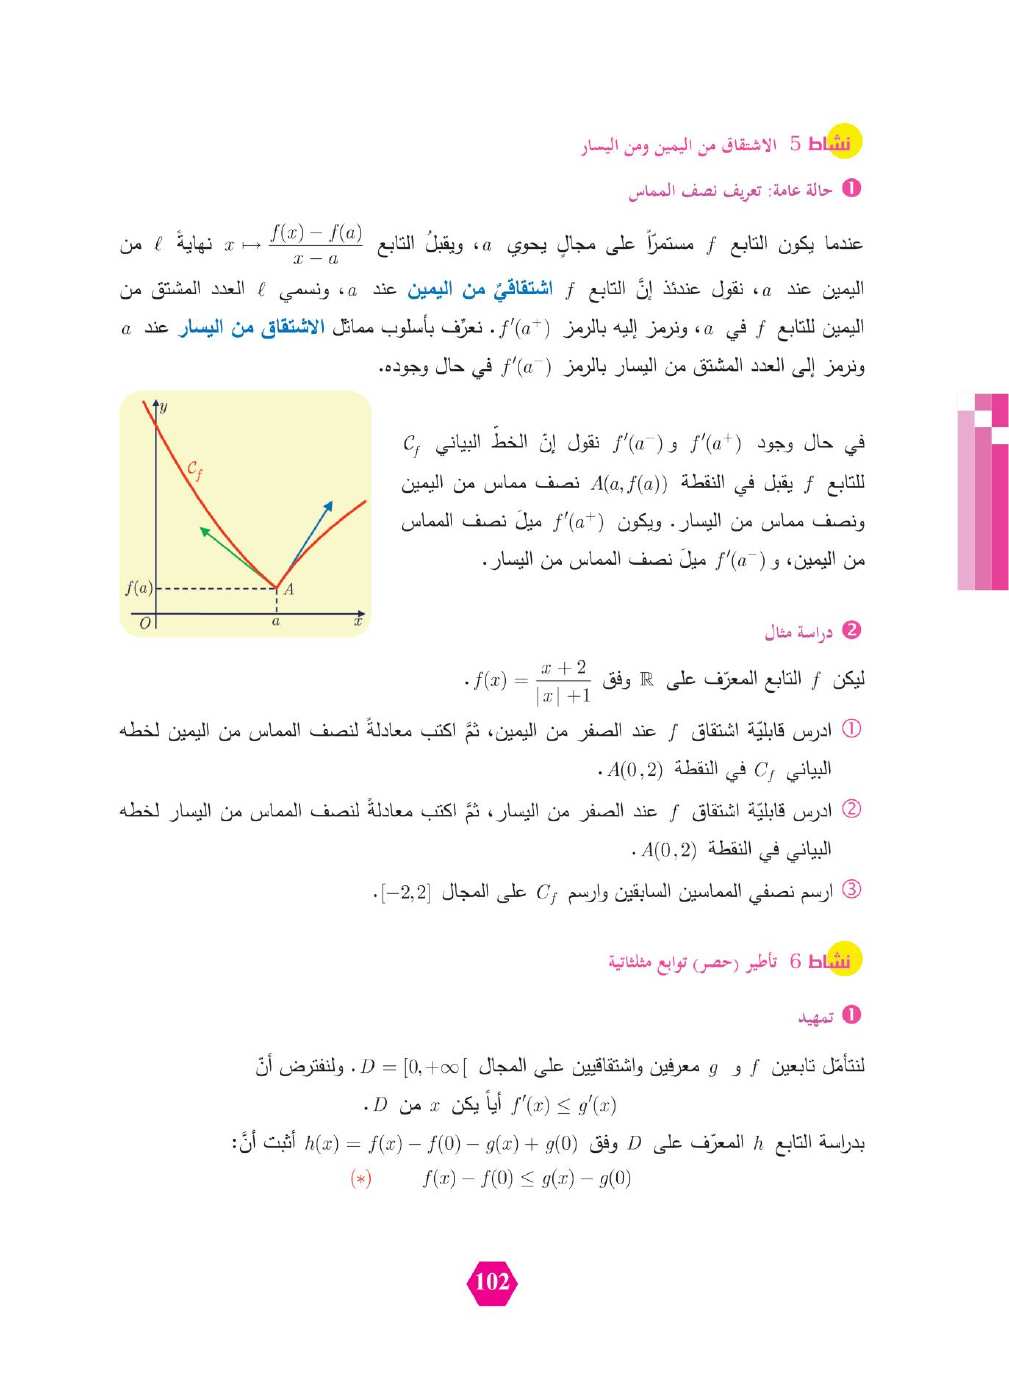 نشاط 5 الاشتقاق من اليمين ومن اليسار
❶ حالة عامة: تعريف نصف المماس
عندما يكون التابع f مستمرّاً على مجالٍ يحوي a، ويقبلُ التابع x ↦ (f(x) − f(a))/(x − a) نهايةً ℓ من
اليمين عند a، نقول عندئذ إنَّ التابع f اشتقاقيٌ من اليمين عند a، ونسمي ℓ العدد المشتق من
اليمين للتابع f في a، ونرمز إليه بالرمز f′(a⁺). نعرِّف بأسلوب مماثل الاشتقاق من اليسار عند a
ونرمز إلى العدد المشتق من اليسار بالرمز f′(a⁻) في حال وجوده.
في حال وجود f′(a⁺) و f′(a⁻) نقول إنّ الخطّ البياني C_f
للتابع f يقبل في النقطة A(a, f(a)) نصف مماس من اليمين
ونصف مماس من اليسار. ويكون f′(a⁺) ميلَ نصف المماس
من اليمين، و f′(a⁻) ميلَ نصف المماس من اليسار.
y
C_f
f(a)
A
O
a
x
❷ دراسة مثال
ليكن f التابع المعرّف على ℝ وفق f(x) = (x + 2)/(|x| + 1).
① ادرس قابليّة اشتقاق f عند الصفر من اليمين، ثمَّ اكتب معادلةً لنصف المماس من اليمين لخطه
البياني C_f في النقطة A(0, 2).
② ادرس قابليّة اشتقاق f عند الصفر من اليسار، ثمَّ اكتب معادلةً لنصف المماس من اليسار لخطه
البياني في النقطة A(0, 2).
③ ارسم نصفي المماسين السابقين وارسم C_f على المجال [−2,2].
نشاط 6 تأطير (حصر) توابع مثلثاتية
❶ تمهيد
لنتأمّل تابعين f و g معرفين واشتقاقيين على المجال D = [0, +∞[. ولنفترض أنّ
f′(x) ≤ g′(x) أياً يكن x من D.
بدراسة التابع h المعرّف على D وفق h(x) = f(x) − f(0) − g(x) + g(0) أثبت أنَّ:
(*) f(x) − f(0) ≤ g(x) − g(0)
102